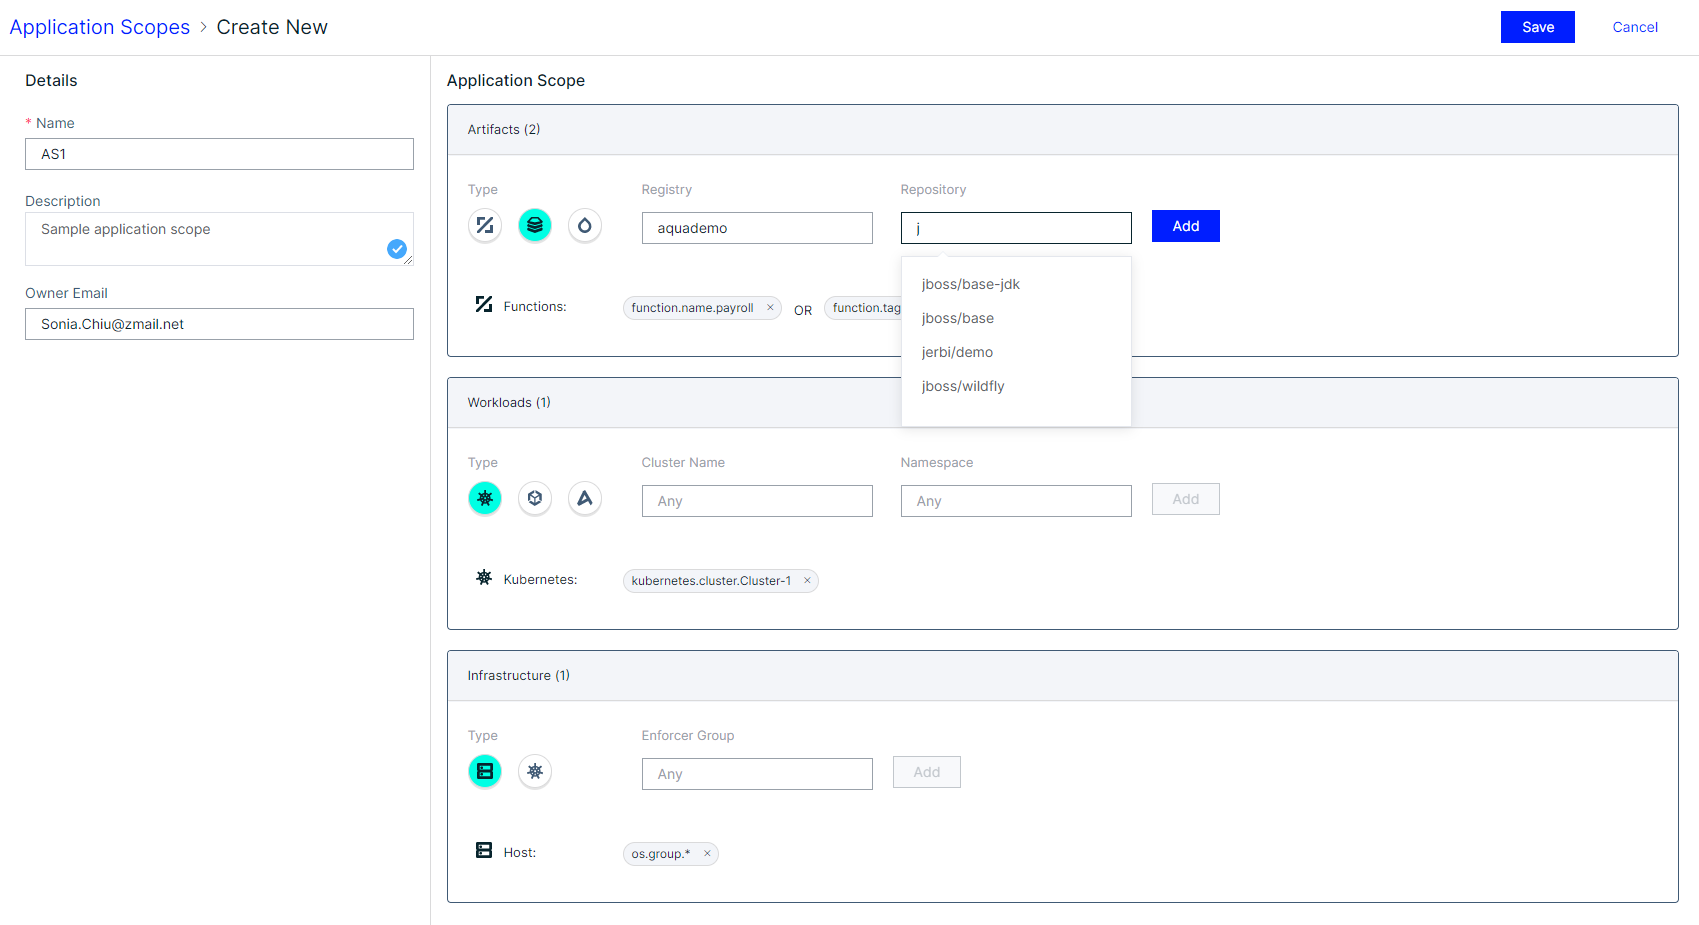 Application Scopes > Create New
Save
Cancel
Details
* Name
AS1
Description
Sample application scope
Owner Email
Sonia.Chiu@zmail.net
Application Scope
Artifacts (2)
Type Registry Repository
aquademo j Add
jboss/base-jdk
jboss/base
jerbi/demo
jboss/wildfly
Functions: function.name.payroll × OR function.tag
Workloads (1)
Type Cluster Name Namespace
Any Any Add
Kubernetes: kubernetes.cluster.Cluster-1 ×
Infrastructure (1)
Type Enforcer Group
Any Add
Host: os.group.* ×